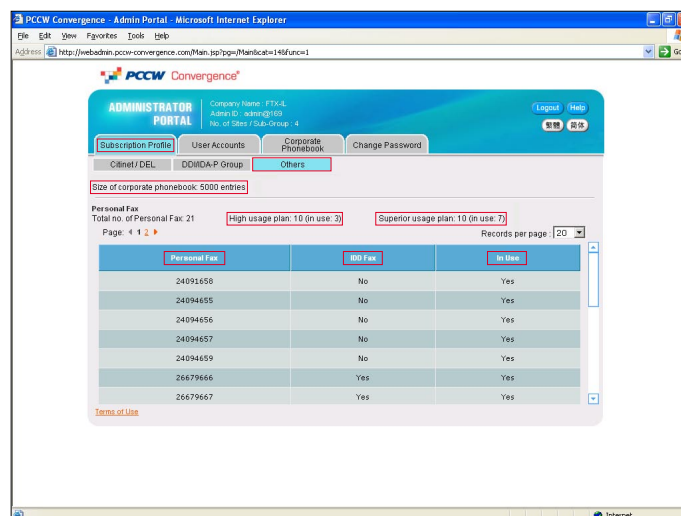 PCCW Convergence - Admin Portal - Microsoft Internet Explorer
File Edit View Favorites Tools Help
Address http://webadmin.pccw-convergence.com/Main.jsp?pg=/Main&cat=14&func=1 Go
PCCW Convergence
ADMINISTRATOR PORTAL
Company Name : FTX-IL
Admin ID : admin@169
No. of Sites / Sub-Group : 4
Logout Help
繁體 简体
Subscription Profile User Accounts Corporate Phonebook Change Password
Citinet / DEL DDI/IDA-P Group Others
Size of corporate phonebook: 5000 entries
Personal Fax
Total no. of Personal Fax: 21 High usage plan: 10 (in use: 3) Superior usage plan: 10 (in use: 7)
Page: 1 2 Records per page : 20
Personal Fax IDD Fax In Use
24091658 No Yes
24094655 No Yes
24094656 No Yes
24094657 No Yes
24094659 No Yes
26679666 Yes Yes
26679667 Yes Yes
Terms of Use
Internet